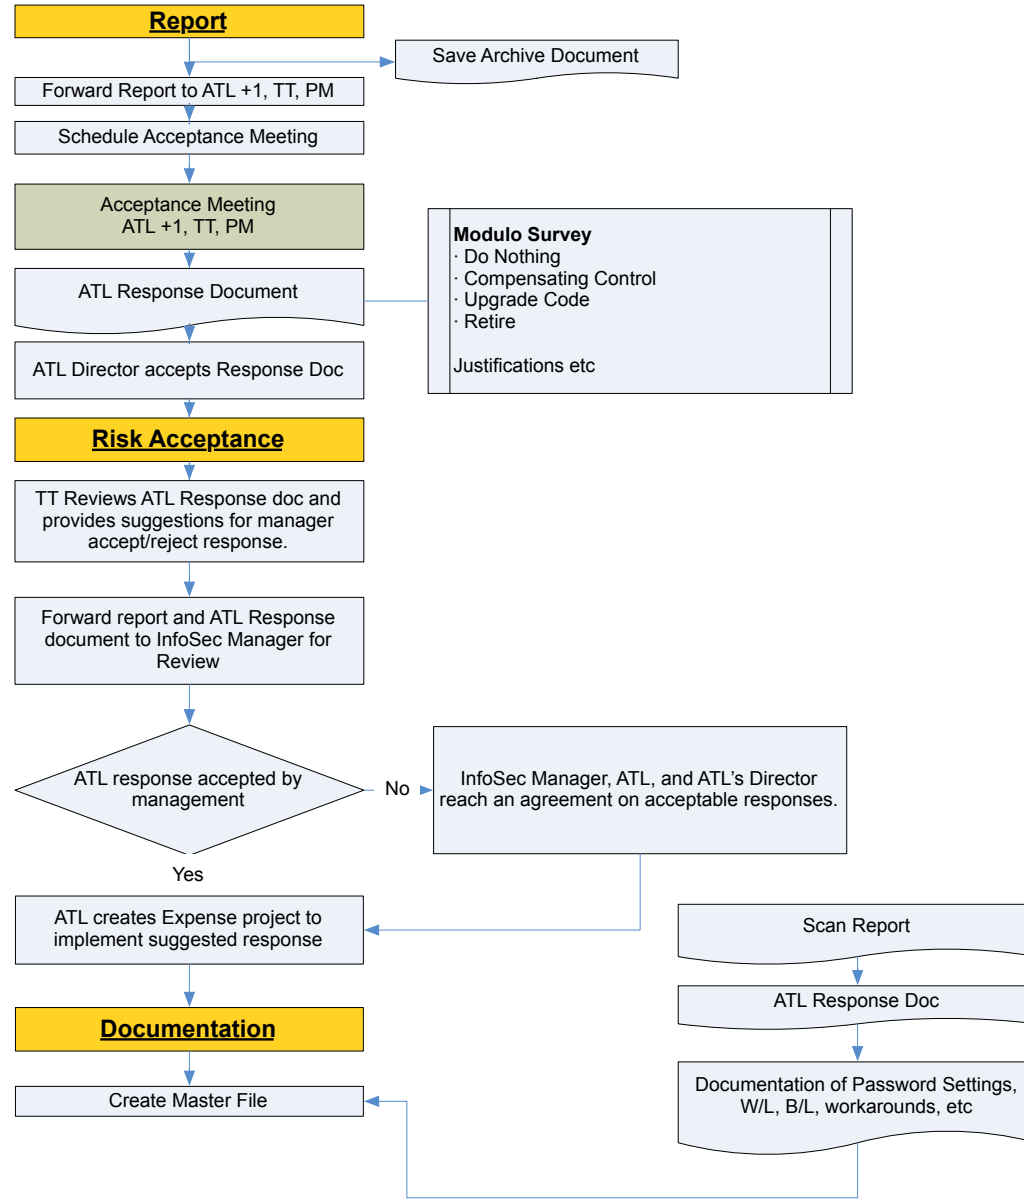 Report
Save Archive Document
Forward Report to ATL +1, TT, PM
Schedule Acceptance Meeting
Acceptance Meeting
ATL +1, TT, PM
Modulo Survey
· Do Nothing
· Compensating Control
· Upgrade Code
· Retire
Justifications etc
ATL Response Document
ATL Director accepts Response Doc
Risk Acceptance
TT Reviews ATL Response doc and
provides suggestions for manager
accept/reject response.
Forward report and ATL Response
document to InfoSec Manager for
Review
ATL response accepted by
management
No
InfoSec Manager, ATL, and ATL's Director
reach an agreement on acceptable responses.
Yes
ATL creates Expense project to
implement suggested response
Scan Report
ATL Response Doc
Documentation of Password Settings,
W/L, B/L, workarounds, etc
Documentation
Create Master File